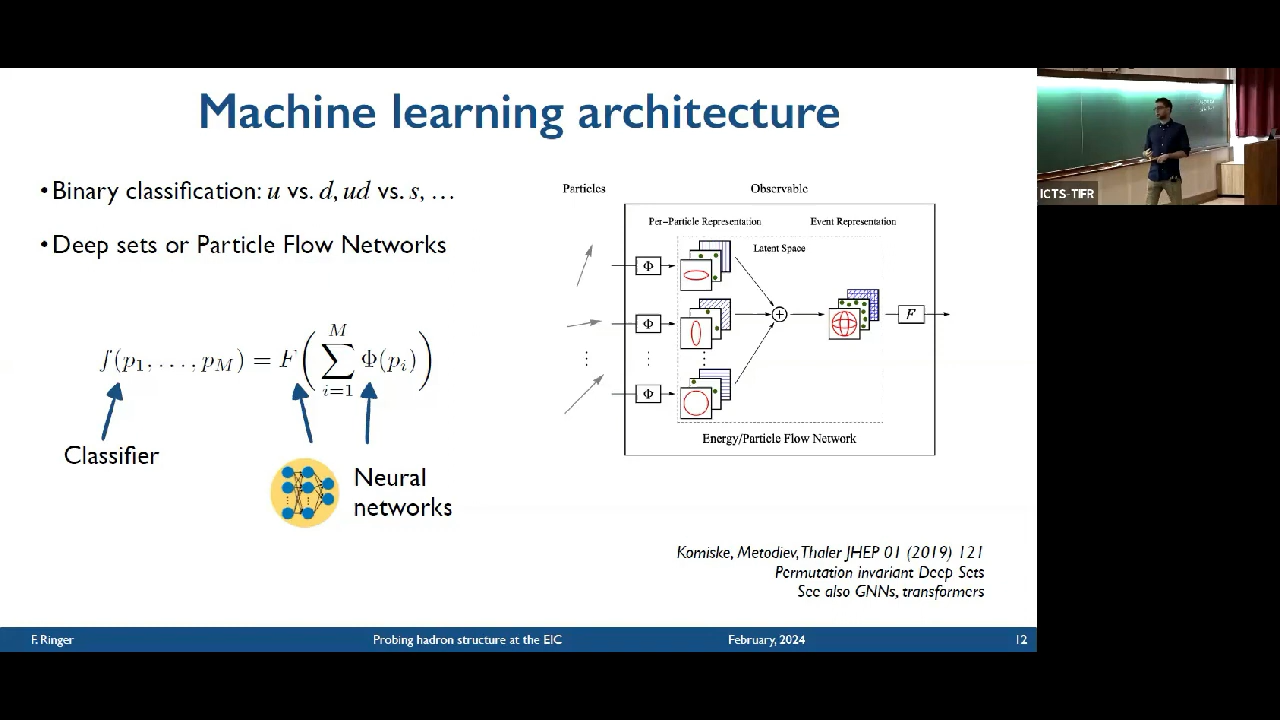 Machine learning architecture
•Binary classification: u vs. d, ud vs. s, …
•Deep sets or Particle Flow Networks
f(p₁, . . . , p_M) = F(∑_{i=1}^{M} Φ(pᵢ))
Classifier
Neural
networks
Particles
Observable
Per−Particle Representation
Event Representation
Latent Space
Φ
Φ
Φ
F
Energy/Particle Flow Network
Komiske, Metodiev, Thaler JHEP 01 (2019) 121
Permutation invariant Deep Sets
See also GNNs, transformers
F. Ringer
Probing hadron structure at the EIC
February, 2024
12
ICTS-TIFR